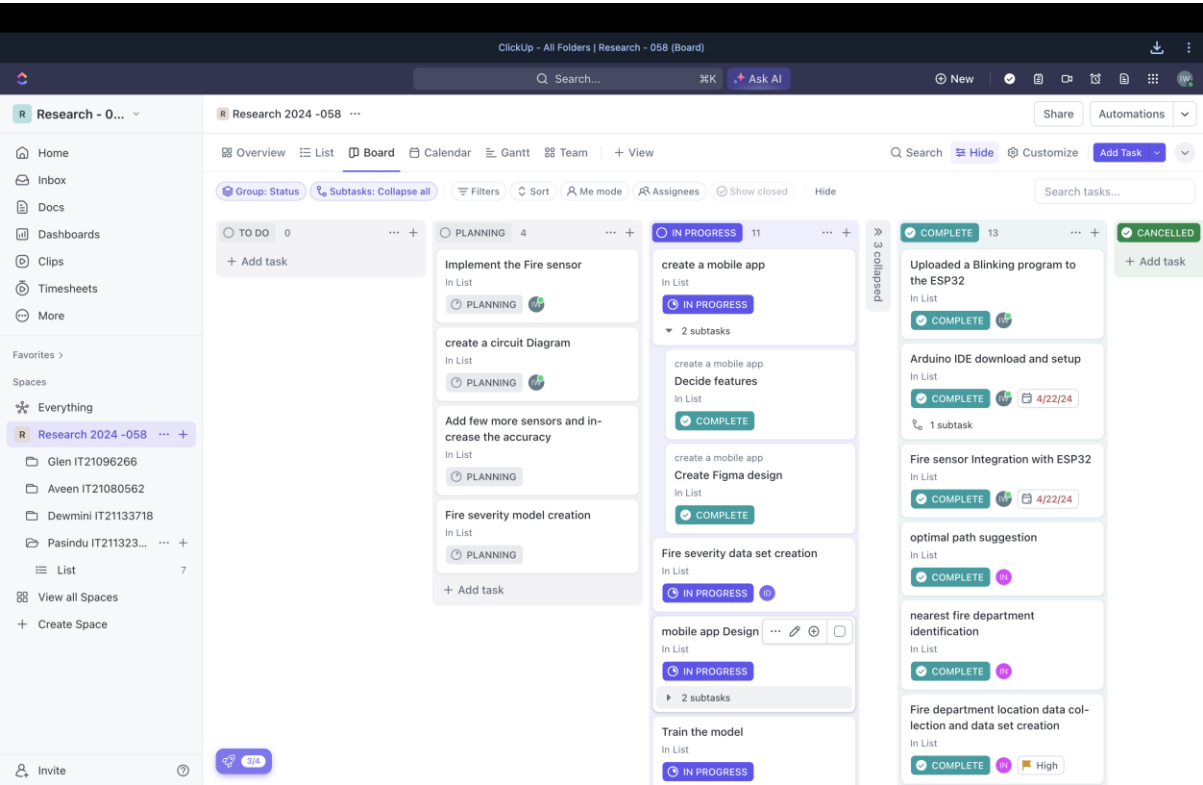 ClickUp - All Folders | Research - 058 (Board)
Search... ⌘K Ask AI New IW
R Research - 0...
R Research 2024 -058 ... Share Automations
Home
Inbox
Docs
Dashboards
Clips
Timesheets
More
Favorites >
Spaces
Everything
R Research 2024 -058 ... +
Glen IT21096266
Aveen IT21080562
Dewmini IT21133718
Pasindu IT211323... ... +
List 7
View all Spaces
+ Create Space
Invite
Overview List Board Calendar Gantt Team + View Search Hide Customize Add Task
Group: Status Subtasks: Collapse all Filters Sort Me mode Assignees Show closed Hide Search tasks...
TO DO 0 ... +
+ Add task
PLANNING 4 ... +
Implement the Fire sensor
In List
PLANNING IW
create a circuit Diagram
In List
PLANNING IW
Add few more sensors and in-
crease the accuracy
In List
PLANNING
Fire severity model creation
In List
PLANNING
+ Add task
IN PROGRESS 11 ... +
create a mobile app
In List
IN PROGRESS
2 subtasks
create a mobile app
Decide features
In List
COMPLETE
create a mobile app
Create Figma design
In List
COMPLETE
Fire severity data set creation
In List
IN PROGRESS ID
mobile app Design ...
In List
IN PROGRESS
2 subtasks
Train the model
In List
IN PROGRESS
3 collapsed
COMPLETE 13 ... +
Uploaded a Blinking program to
the ESP32
In List
COMPLETE IW
Arduino IDE download and setup
In List
COMPLETE IW 4/22/24
1 subtask
Fire sensor Integration with ESP32
In List
COMPLETE IW 4/22/24
optimal path suggestion
In List
COMPLETE IN
nearest fire department
identification
In List
COMPLETE IN
Fire department location data col-
lection and data set creation
In List
COMPLETE IN High
CANCELLED
+ Add task
3/4